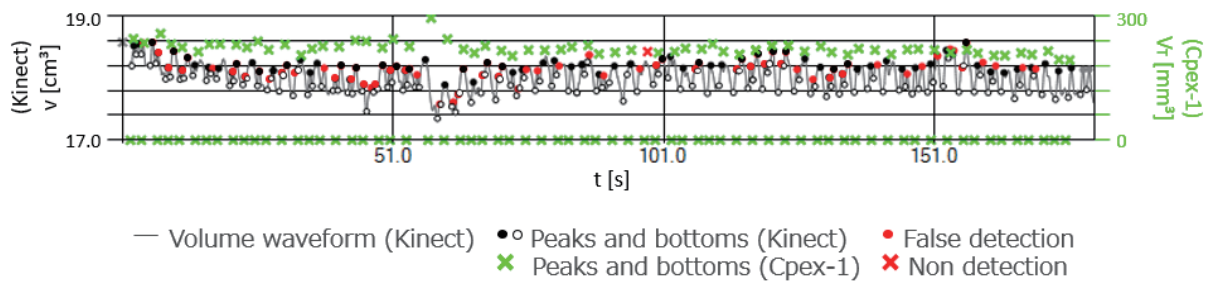 19.0
300
(Kinect)
v [cm³]
(Cpex-1)
V_T [mm³]
17.0
0
51.0
101.0
151.0
t [s]
Volume waveform (Kinect)
Peaks and bottoms (Kinect)
False detection
Peaks and bottoms (Cpex-1)
Non detection